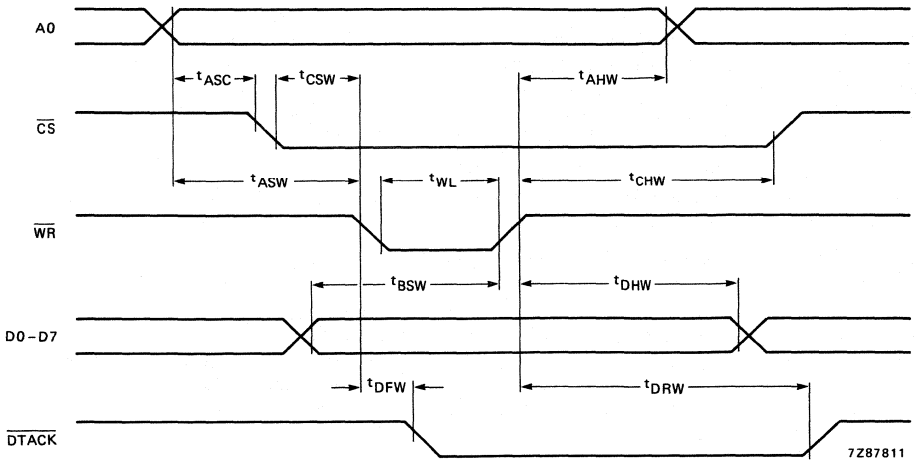 A0
tASC
tCSW
tAHW
CS
tASW
tWL
tCHW
WR
tBSW
tDHW
D0–D7
tDFW
tDRW
DTACK
7Z87811